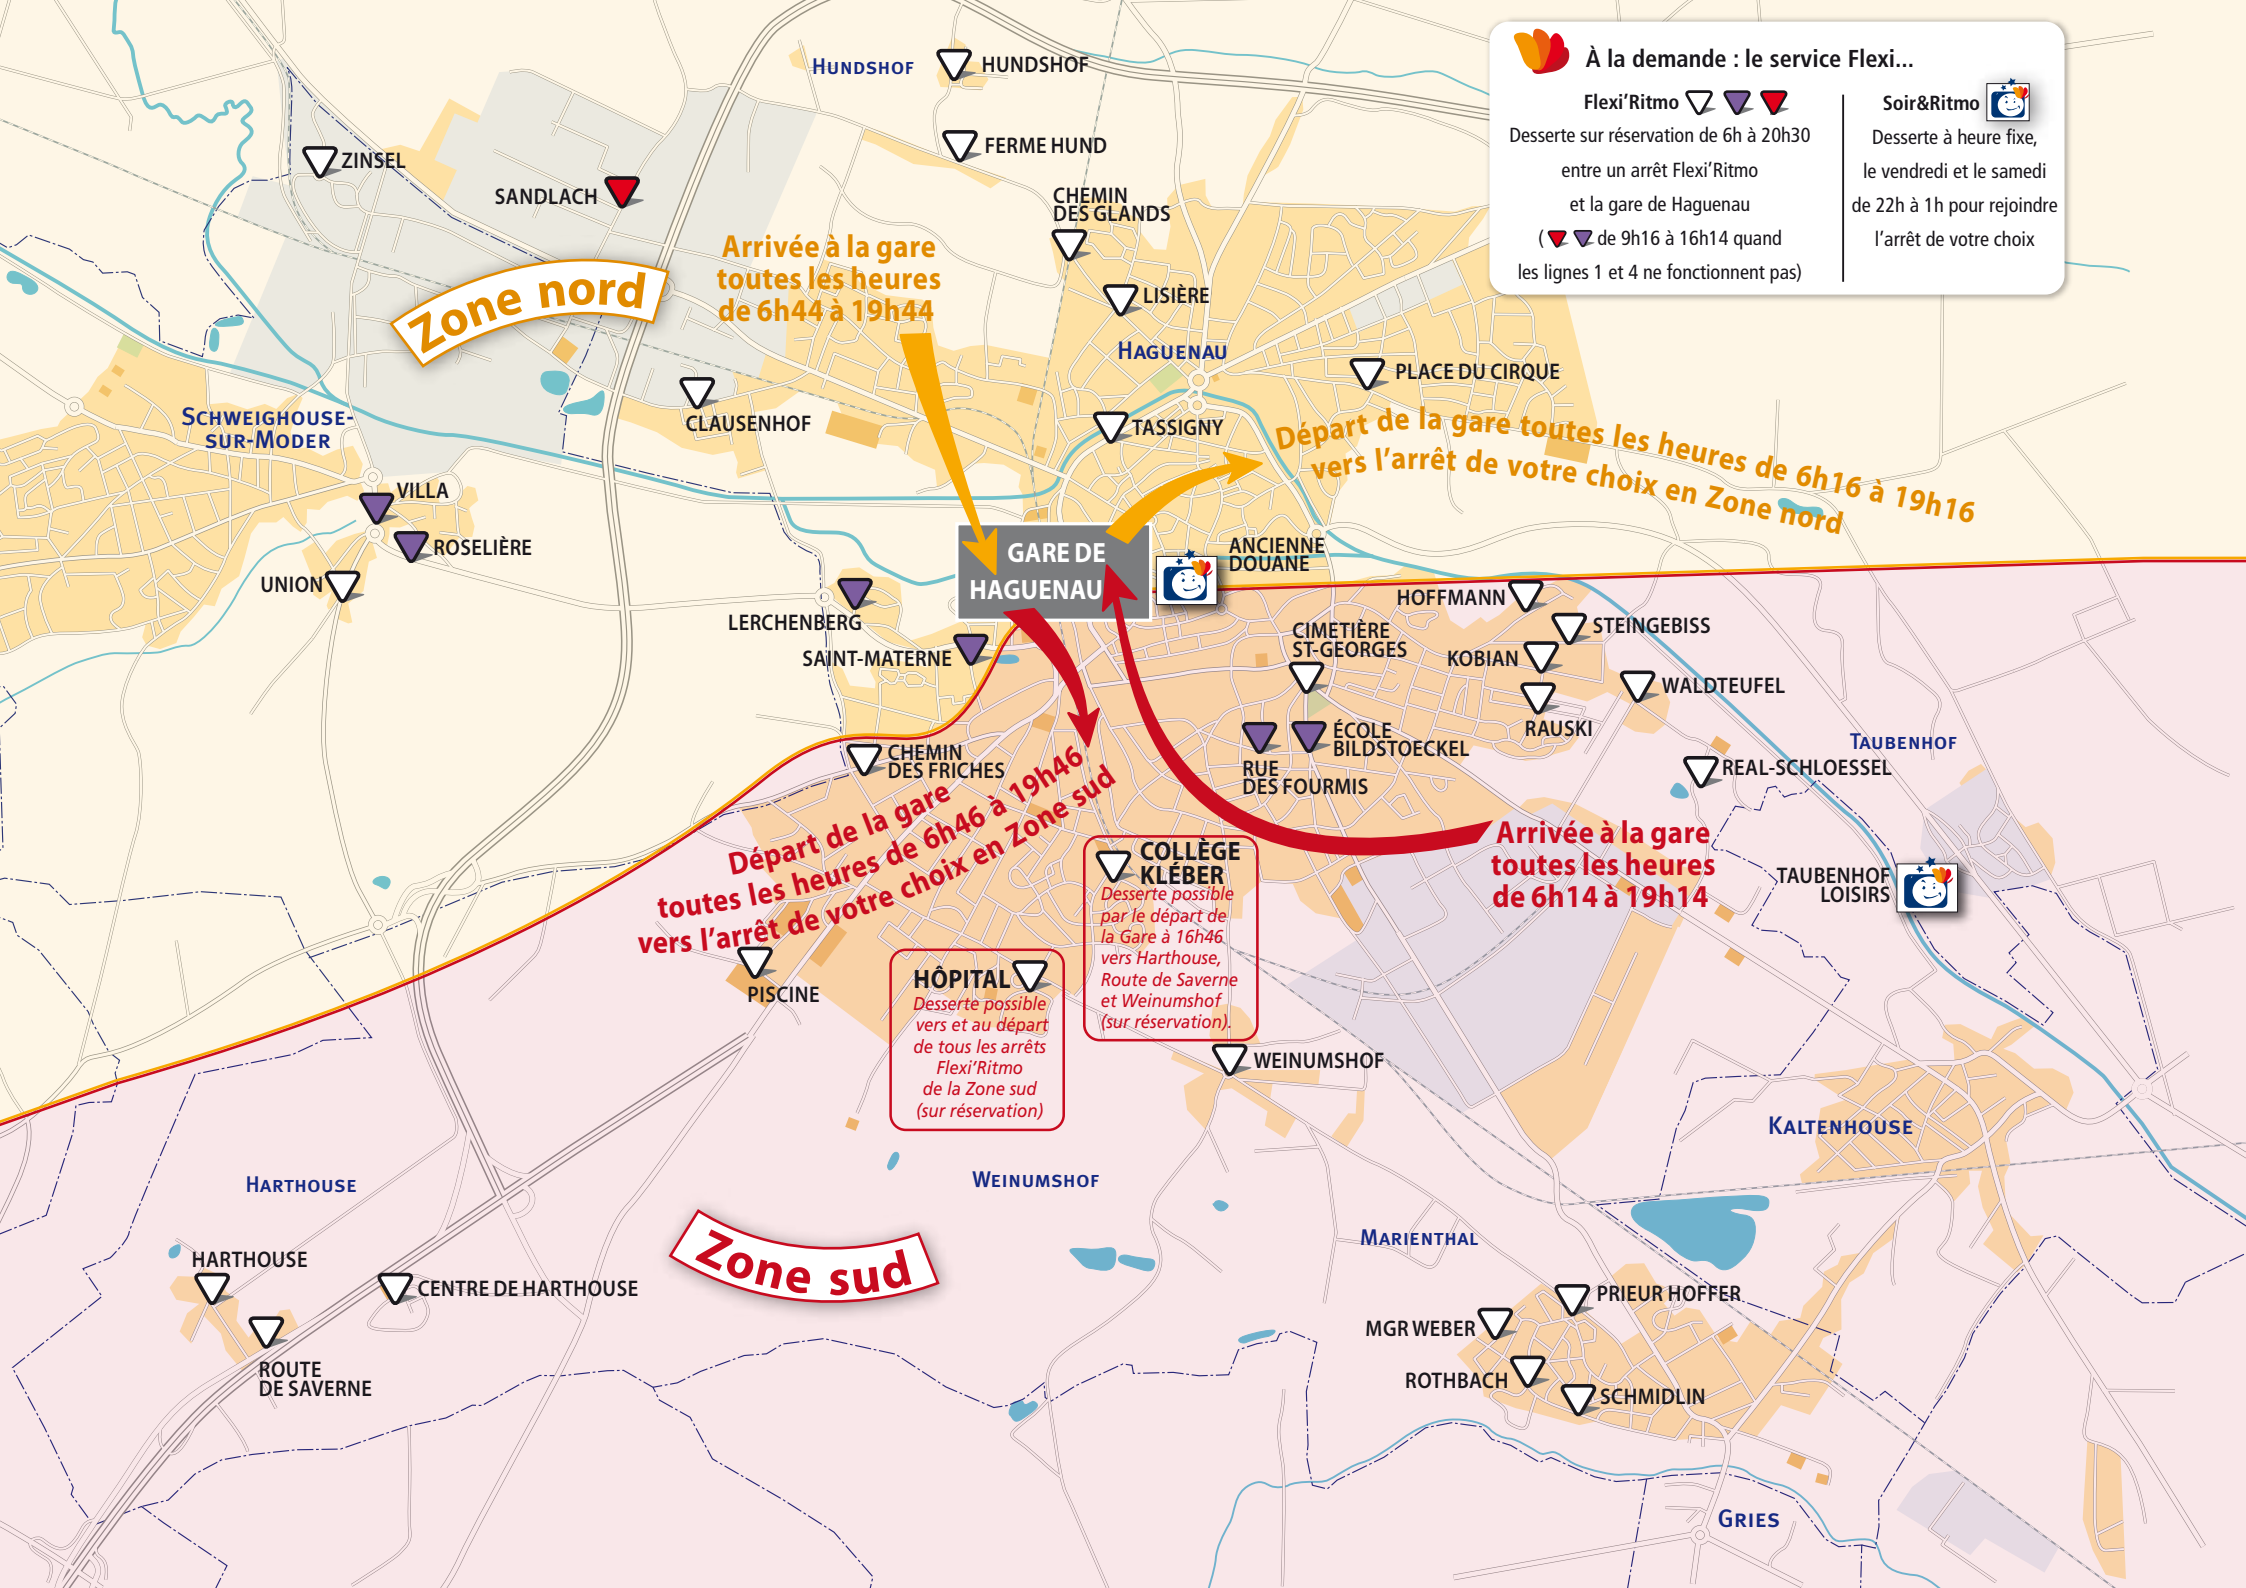 À la demande : le service Flexi...
Flexi'Ritmo
Desserte sur réservation de 6h à 20h30
entre un arrêt Flexi'Ritmo
et la gare de Haguenau
( de 9h16 à 16h14 quand
les lignes 1 et 4 ne fonctionnent pas)
Soir&Ritmo
Desserte à heure fixe,
le vendredi et le samedi
de 22h à 1h pour rejoindre
l'arrêt de votre choix
HUNDSHOF
HUNDSHOF
FERME HUND
ZINSEL
SANDLACH
CHEMIN
DES GLANDS
Arrivée à la gare
toutes les heures
de 6h44 à 19h44
Zone nord
LISIÈRE
HAGUENAU
PLACE DU CIRQUE
CLAUSENHOF
TASSIGNY
SCHWEIGHOUSE-
SUR-MODER
Départ de la gare toutes les heures de 6h16 à 19h16
vers l'arrêt de votre choix en Zone nord
VILLA
ROSELIÈRE
UNION
GARE DE
HAGUENAU
ANCIENNE
DOUANE
LERCHENBERG
SAINT-MATERNE
HOFFMANN
STEINGEBISS
CIMETIÈRE
ST-GEORGES
KOBIAN
WALDTEUFEL
RAUSKI
ÉCOLE
BILDSTOECKEL
RUE
DES FOURMIS
TAUBENHOF
REAL-SCHLOESSEL
CHEMIN
DES FRICHES
Départ de la gare
toutes les heures de 6h46 à 19h46
vers l'arrêt de votre choix en Zone sud
Arrivée à la gare
toutes les heures
de 6h14 à 19h14
TAUBENHOF
LOISIRS
COLLÈGE
KLÉBER
Desserte possible
par le départ de
la Gare à 16h46
vers Harthouse,
Route de Saverne
et Weinumshof
(sur réservation).
PISCINE
HÔPITAL
Desserte possible
vers et au départ
de tous les arrêts
Flexi'Ritmo
de la Zone sud
(sur réservation)
WEINUMSHOF
KALTENHOUSE
HARTHOUSE
WEINUMSHOF
MARIENTHAL
Zone sud
HARTHOUSE
CENTRE DE HARTHOUSE
ROUTE
DE SAVERNE
PRIEUR HOFFER
MGR WEBER
ROTHBACH
SCHMIDLIN
GRIES